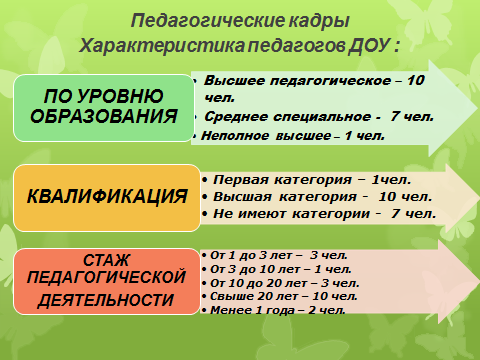 Педагогические кадры
Характеристика педагогов ДОУ :
ПО УРОВНЮ
ОБРАЗОВАНИЯ
• Высшее педагогическое – 10
чел.
• Среднее специальное - 7 чел.
• Неполное высшее – 1 чел.
КВАЛИФИКАЦИЯ
• Первая категория – 1чел.
• Высшая категория - 10 чел.
• Не имеют категории - 7 чел.
СТАЖ
ПЕДАГОГИЧЕСКОЙ
ДЕЯТЕЛЬНОСТИ
• От 1 до 3 лет – 3 чел.
• От 3 до 10 лет – 1 чел.
• От 10 до 20 лет – 3 чел.
• Свыше 20 лет – 10 чел.
• Менее 1 года – 2 чел.